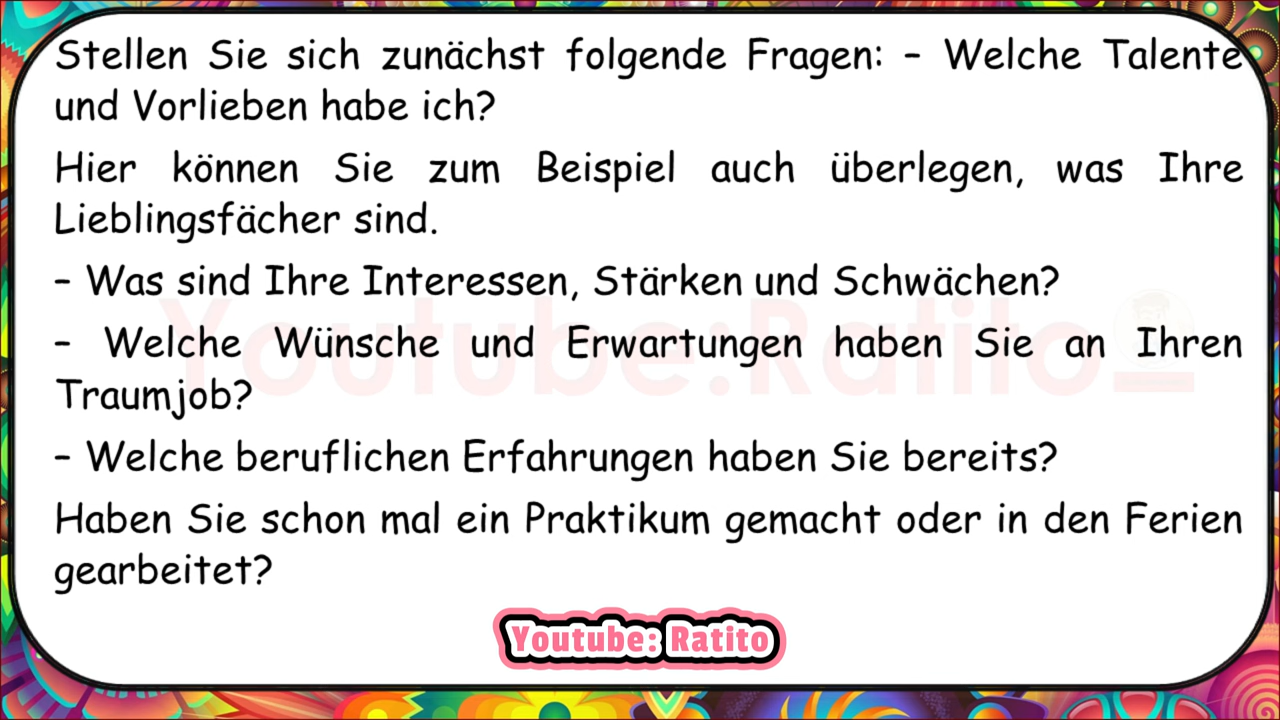 Stellen Sie sich zunächst folgende Fragen: – Welche Talente
und Vorlieben habe ich?
Hier können Sie zum Beispiel auch überlegen, was Ihre
Lieblingsfächer sind.
– Was sind Ihre Interessen, Stärken und Schwächen?
– Welche Wünsche und Erwartungen haben Sie an Ihren
Traumjob?
– Welche beruflichen Erfahrungen haben Sie bereits?
Haben Sie schon mal ein Praktikum gemacht oder in den Ferien
gearbeitet?
Youtube:Ratito
Youtube: Ratito